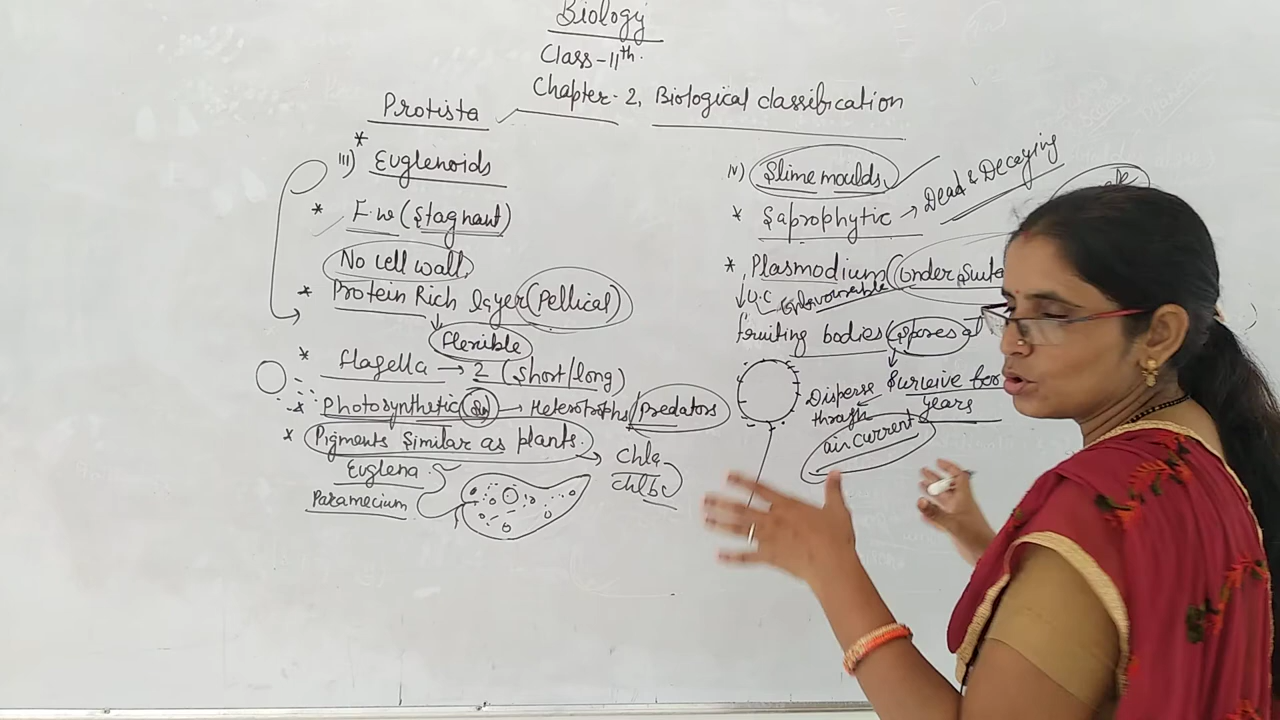 Biology
Class-11th.
Chapter-2, Biological classification
Protista
III) Euglenoids
* F.w (Stagnant)
No cell wall
* Protein Rich layer (Pellical)
flexible
* flagella → 2 (Short/long)
* Photosynthetic → Heterotrophs/Predators
* Pigments Similar as plants.
chla
chlb
Euglena
Paramecium
IV) Slime moulds
* Saprophytic → Dead & Decaying
* Plasmodium (Under
U.C
fruiting bodies (spores
Survive for
years
Disperse
air current